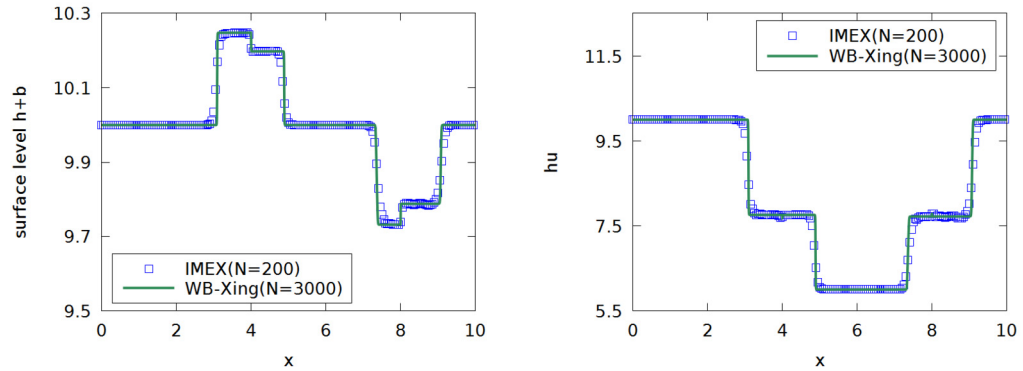 10.3
10.1
9.9
9.7
9.5
surface level h+b
IMEX(N=200)
WB-Xing(N=3000)
0 2 4 6 8 10
x
11.5
9.5
7.5
5.5
hu
IMEX(N=200)
WB-Xing(N=3000)
0 2 4 6 8 10
x